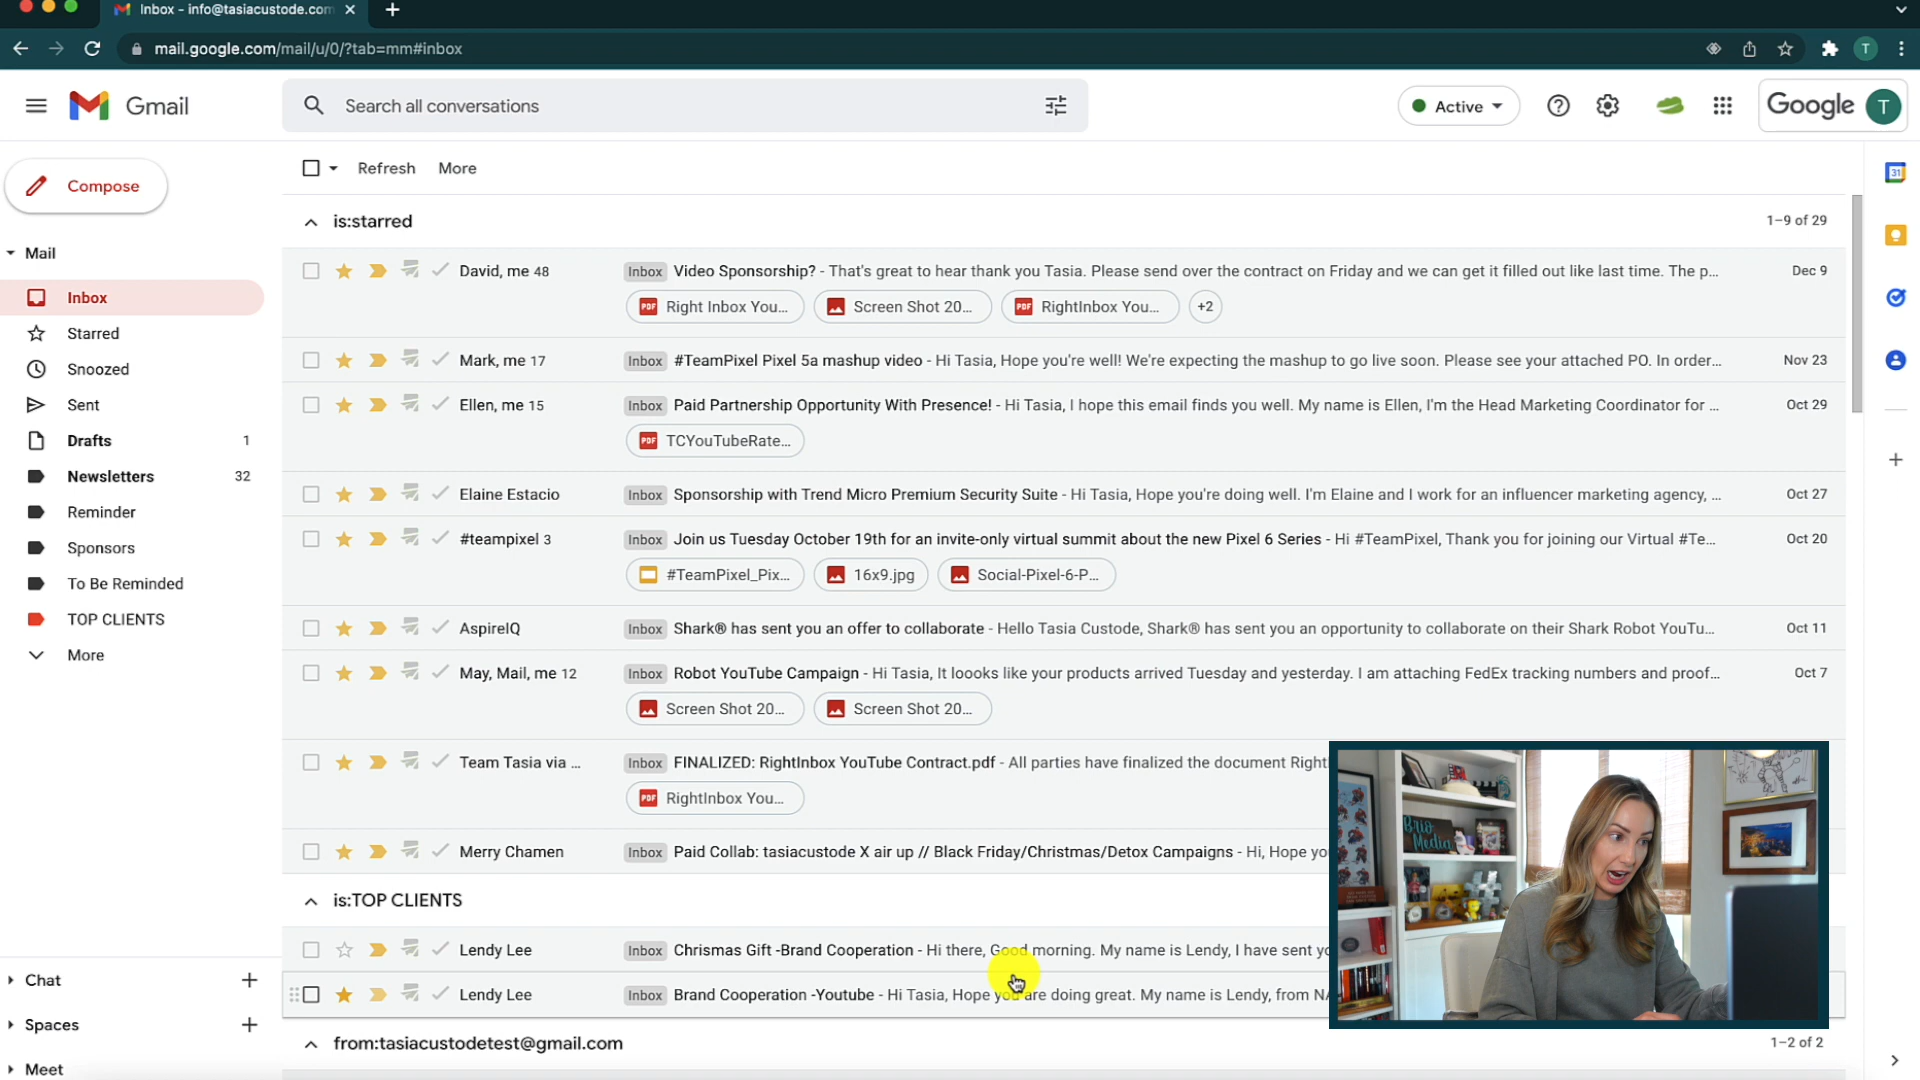 Inbox - info@tasiacustode.com
mail.google.com/mail/u/0/?tab=mm#inbox
T
Gmail
Search all conversations
Active
Google T
Compose
Refresh More
Mail
Inbox
Starred
Snoozed
Sent
Drafts 1
Newsletters 32
Reminder
Sponsors
To Be Reminded
TOP CLIENTS
More
Chat
Spaces
Meet
is:starred 1–9 of 29
David, me 48 Inbox Video Sponsorship? - That's great to hear thank you Tasia. Please send over the contract on Friday and we can get it filled out like last time. The p... Dec 9
PDF Right Inbox You... Screen Shot 20... PDF RightInbox You... +2
Mark, me 17 Inbox #TeamPixel Pixel 5a mashup video - Hi Tasia, Hope you're well! We're expecting the mashup to go live soon. Please see your attached PO. In order... Nov 23
Ellen, me 15 Inbox Paid Partnership Opportunity With Presence! - Hi Tasia, I hope this email finds you well. My name is Ellen, I'm the Head Marketing Coordinator for ... Oct 29
PDF TCYouTubeRate...
Elaine Estacio Inbox Sponsorship with Trend Micro Premium Security Suite - Hi Tasia, Hope you're doing well. I'm Elaine and I work for an influencer marketing agency, ... Oct 27
#teampixel 3 Inbox Join us Tuesday October 19th for an invite-only virtual summit about the new Pixel 6 Series - Hi #TeamPixel, Thank you for joining our Virtual #Te... Oct 20
#TeamPixel_Pix... 16x9.jpg Social-Pixel-6-P...
AspireIQ Inbox Shark® has sent you an offer to collaborate - Hello Tasia Custode, Shark® has sent you an opportunity to collaborate on their Shark Robot YouTu... Oct 11
May, Mail, me 12 Inbox Robot YouTube Campaign - Hi Tasia, It loooks like your products arrived Tuesday and yesterday. I am attaching FedEx tracking numbers and proof... Oct 7
Screen Shot 20... Screen Shot 20...
Team Tasia via ... Inbox FINALIZED: RightInbox YouTube Contract.pdf - All parties have finalized the document Right
PDF RightInbox You...
Merry Chamen Inbox Paid Collab: tasiacustode X air up // Black Friday/Christmas/Detox Campaigns - Hi, Hope yo
is:TOP CLIENTS
Lendy Lee Inbox Chrismas Gift -Brand Cooperation - Hi there, Good morning. My name is Lendy, I have sent yo
Lendy Lee Inbox Brand Cooperation -Youtube - Hi Tasia, Hope you are doing great. My name is Lendy, from NA
from:tasiacustodetest@gmail.com 1–2 of 2
31
Brio
Media